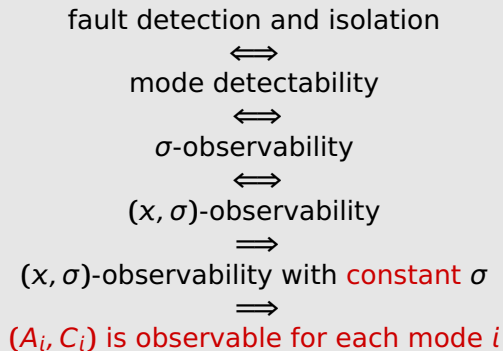 fault detection and isolation
⟺
mode detectability
⟺
σ-observability
⟺
(x, σ)-observability
⟹
(x, σ)-observability with constant σ
⟹
(Aᵢ, Cᵢ) is observable for each mode i